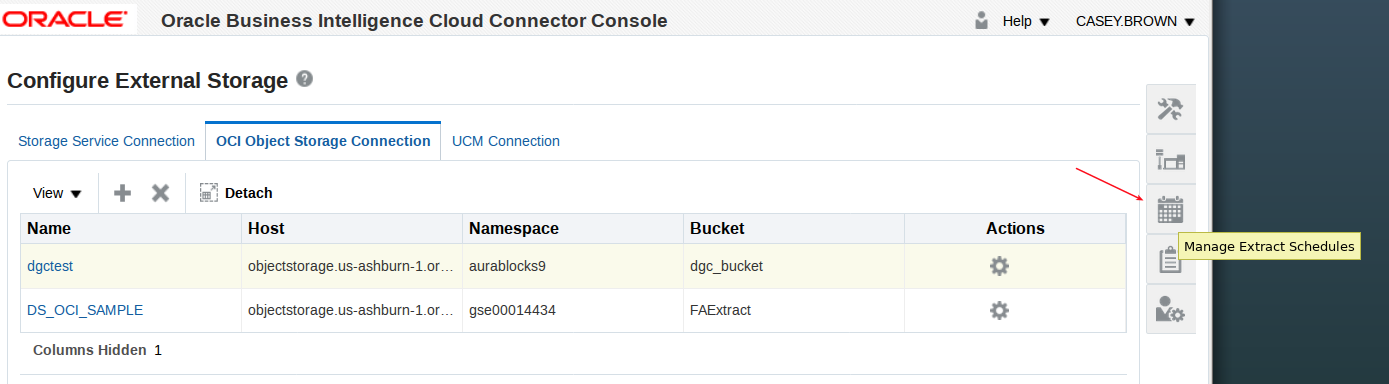 ORACLE Oracle Business Intelligence Cloud Connector Console Help CASEY.BROWN
Configure External Storage ?
Storage Service Connection OCI Object Storage Connection UCM Connection
View Detach
Name Host Namespace Bucket Actions
Manage Extract Schedules
dgctest objectstorage.us-ashburn-1.or... aurablocks9 dgc_bucket
DS_OCI_SAMPLE objectstorage.us-ashburn-1.or... gse00014434 FAExtract
Columns Hidden 1